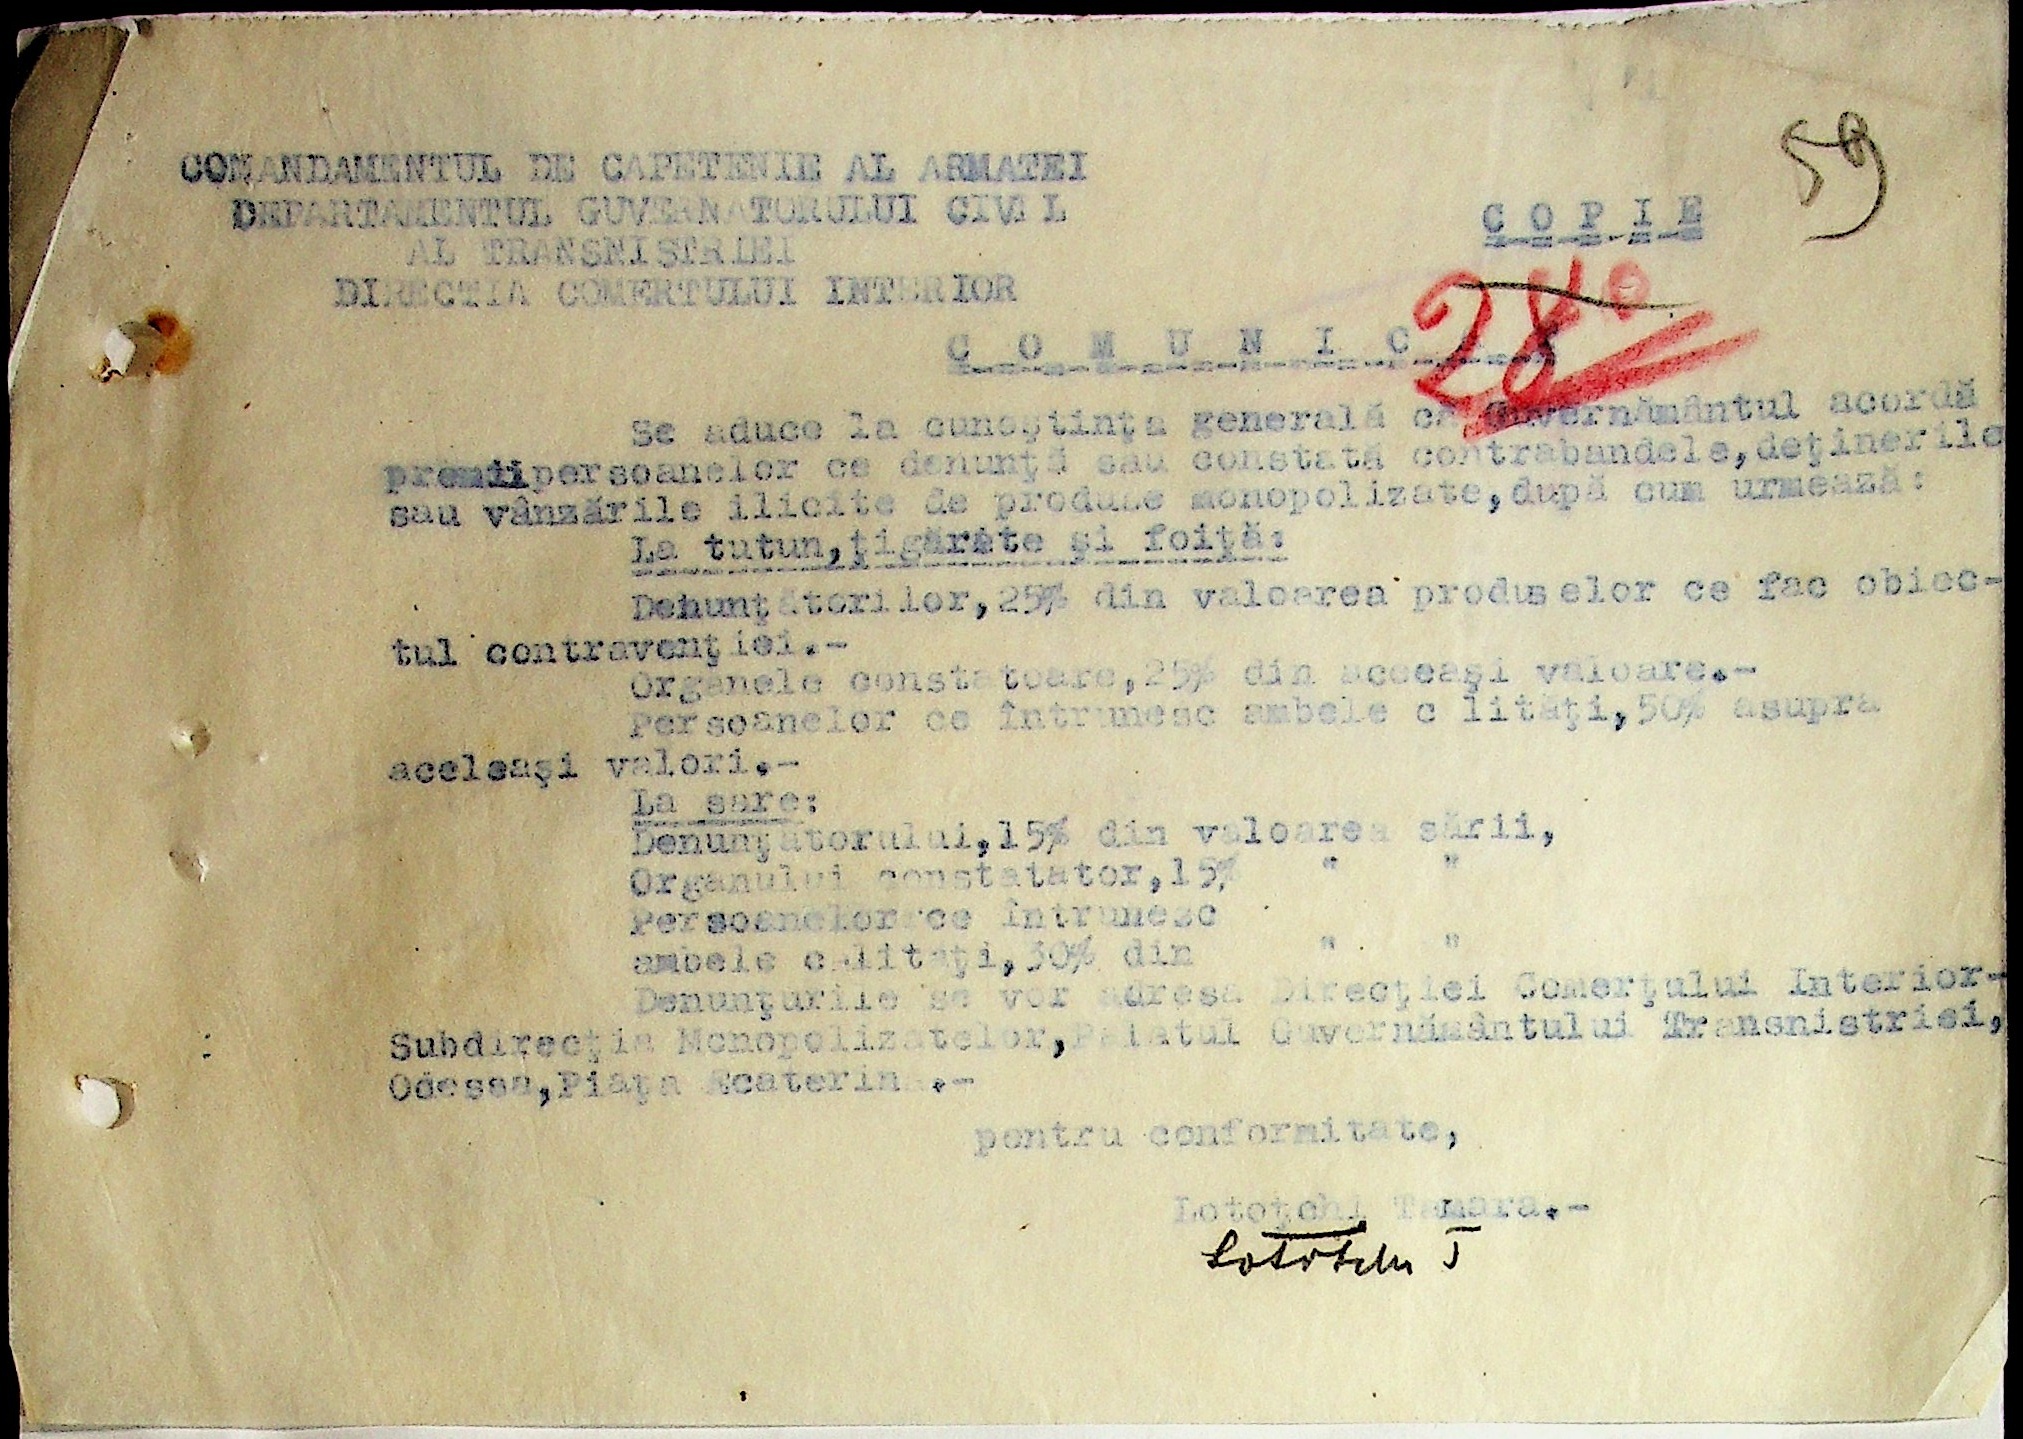 59
COMANDAMENTUL DE CAPETENIE AL ARMATEI
DEPARTAMENTUL GUVERNATORULUI CIVIL
C O P I E
AL TRANSNISTRIEI
DIRECTIA COMERTULUI INTERIOR
28
C O M U N I C
Se aduce la cunoştinţa generală că Guvernământul acordă
premii persoanelor ce denunţă sau constată contrabandele,deţinerile
sau vânzările ilicite de produse monopolizate,după cum urmează:
La tutun,ţigărete şi foiţă:
Denunţătorilor,25% din valoarea produselor ce fac obiec-
tul contravenţiei.-
Organele constatoare,25% din aceeaşi valoare.-
Persoanelor ce întrunesc ambele c lităţi,50% asupra
aceleaşi valori.-
La sare:
Denunţatorului,15% din valoarea sării,
Organului constatator,15% " "
Persoanelor ce întrunesc
ambele calităţi,30% din " "
Denunţurile se vor adresa Direcţiei Comerţului Interior-
Subdirecţia Monopolizatelor,Palatul Guvernământului Transnistriei,
Odessa,Piaţa Ecaterina.-
pentru conformitate,
Lotoţchi Tamara.-
Lototchi T